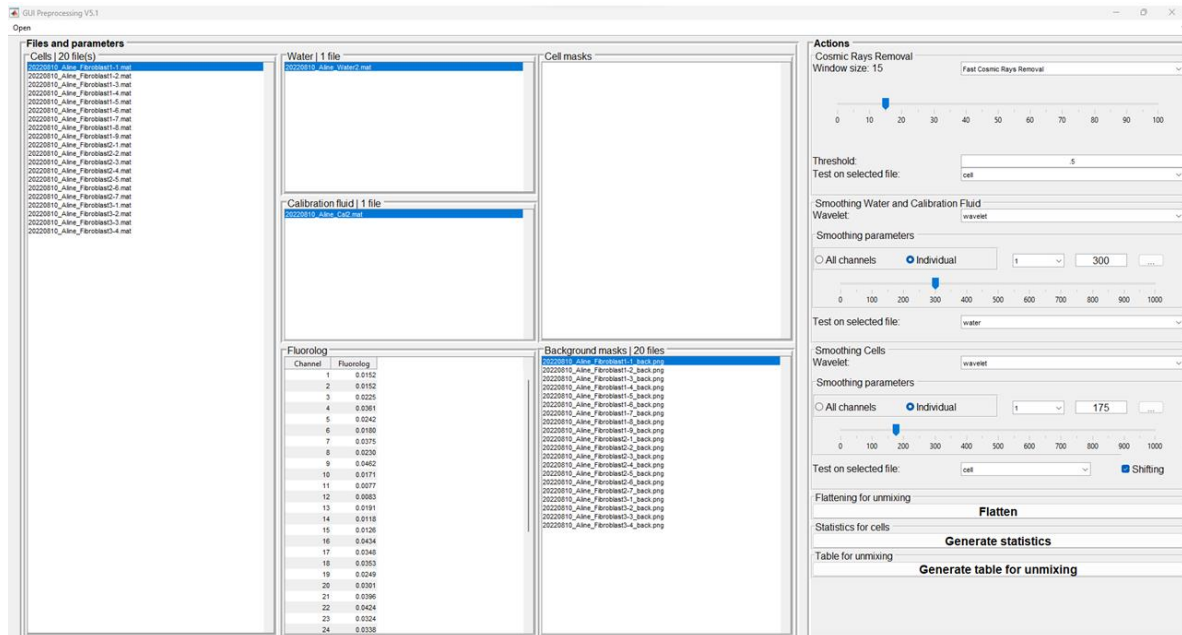 GUI Preprocessing V5.1
Open
Files and parameters
Cells | 20 file(s)
20220810_Aline_Fibroblast1-1.mat
20220810_Aline_Fibroblast1-2.mat
20220810_Aline_Fibroblast1-3.mat
20220810_Aline_Fibroblast1-4.mat
20220810_Aline_Fibroblast1-5.mat
20220810_Aline_Fibroblast1-6.mat
20220810_Aline_Fibroblast1-7.mat
20220810_Aline_Fibroblast1-8.mat
20220810_Aline_Fibroblast1-9.mat
20220810_Aline_Fibroblast2-1.mat
20220810_Aline_Fibroblast2-2.mat
20220810_Aline_Fibroblast2-3.mat
20220810_Aline_Fibroblast2-4.mat
20220810_Aline_Fibroblast2-5.mat
20220810_Aline_Fibroblast2-6.mat
20220810_Aline_Fibroblast2-7.mat
20220810_Aline_Fibroblast3-1.mat
20220810_Aline_Fibroblast3-2.mat
20220810_Aline_Fibroblast3-3.mat
20220810_Aline_Fibroblast3-4.mat
Water | 1 file
20220810_Aline_Water2.mat
Calibration fluid | 1 file
20220810_Aline_Cal2.mat
Fluorolog
Channel Fluorolog
1 0.0152
2 0.0152
3 0.0225
4 0.0361
5 0.0242
6 0.0180
7 0.0375
8 0.0230
9 0.0462
10 0.0171
11 0.0077
12 0.0083
13 0.0191
14 0.0118
15 0.0126
16 0.0434
17 0.0348
18 0.0353
19 0.0249
20 0.0301
21 0.0396
22 0.0424
23 0.0324
24 0.0338
Cell masks
Background masks | 20 files
20220810_Aline_Fibroblast1-1_back.png
20220810_Aline_Fibroblast1-2_back.png
20220810_Aline_Fibroblast1-3_back.png
20220810_Aline_Fibroblast1-4_back.png
20220810_Aline_Fibroblast1-5_back.png
20220810_Aline_Fibroblast1-6_back.png
20220810_Aline_Fibroblast1-7_back.png
20220810_Aline_Fibroblast1-8_back.png
20220810_Aline_Fibroblast1-9_back.png
20220810_Aline_Fibroblast2-1_back.png
20220810_Aline_Fibroblast2-2_back.png
20220810_Aline_Fibroblast2-3_back.png
20220810_Aline_Fibroblast2-4_back.png
20220810_Aline_Fibroblast2-5_back.png
20220810_Aline_Fibroblast2-6_back.png
20220810_Aline_Fibroblast2-7_back.png
20220810_Aline_Fibroblast3-1_back.png
20220810_Aline_Fibroblast3-2_back.png
20220810_Aline_Fibroblast3-3_back.png
20220810_Aline_Fibroblast3-4_back.png
Actions
Cosmic Rays Removal
Window size: 15 Fast Cosmic Rays Removal
0 10 20 30 40 50 60 70 80 90 100
Threshold: .5
Test on selected file: cell
Smoothing Water and Calibration Fluid
Wavelet: wavelet
Smoothing parameters
All channels Individual 1 300 ...
0 100 200 300 400 500 600 700 800 900 1000
Test on selected file: water
Smoothing Cells
Wavelet: wavelet
Smoothing parameters
All channels Individual 1 175 ...
0 100 200 300 400 500 600 700 800 900 1000
Test on selected file: cell Shifting
Flattening for unmixing
Flatten
Statistics for cells
Generate statistics
Table for unmixing
Generate table for unmixing